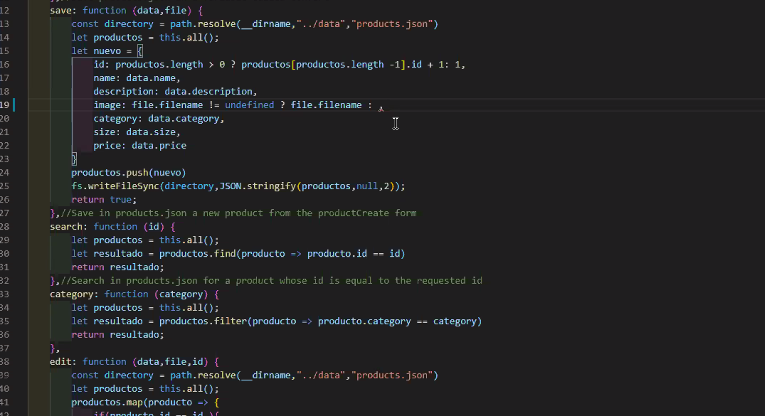 12 save: function (data,file) {
13 const directory = path.resolve(__dirname,"../data","products.json")
14 let productos = this.all();
15 let nuevo = {
16 id: productos.length > 0 ? productos[productos.length -1].id + 1: 1,
17 name: data.name,
18 description: data.description,
19 image: file.filename != undefined ? file.filename : ,
20 category: data.category,
21 size: data.size,
22 price: data.price
23 }
24 productos.push(nuevo)
25 fs.writeFileSync(directory,JSON.stringify(productos,null,2));
26 return true;
27 },//Save in products.json a new product from the productCreate form
28 search: function (id) {
29 let productos = this.all();
30 let resultado = productos.find(producto => producto.id == id)
31 return resultado;
32 },//Search in products.json for a product whose id is equal to the requested id
33 category: function (category) {
34 let productos = this.all();
35 let resultado = productos.filter(producto => producto.category == category)
36 return resultado;
37 },
38 edit: function (data,file,id) {
39 const directory = path.resolve(__dirname,"../data","products.json")
40 let productos = this.all();
41 productos.map(producto => {
42 if(producto.id == id ){